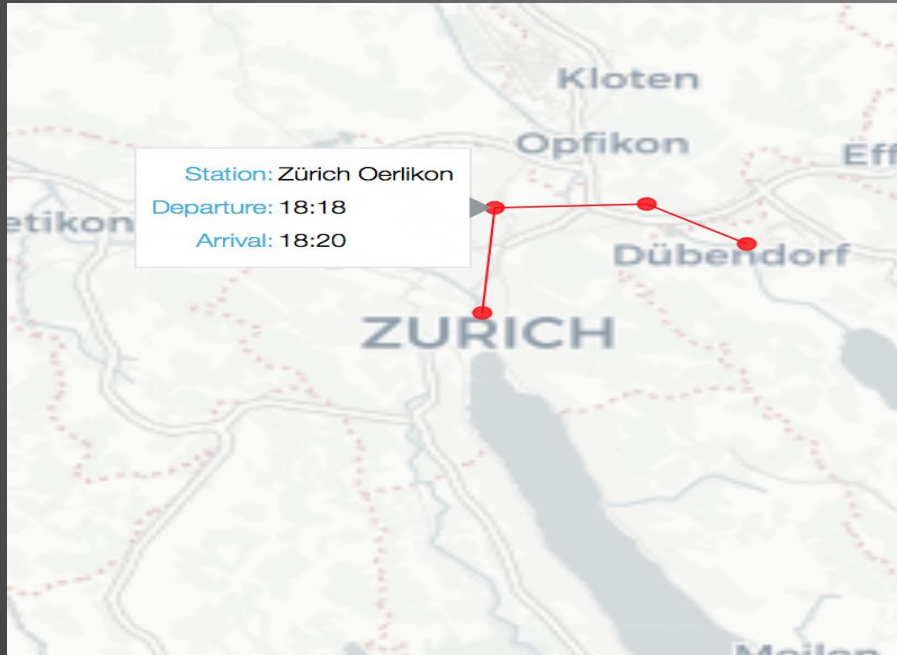 Kloten
Opfikon
Eff
Station: Zürich Oerlikon
Departure: 18:18
Arrival: 18:20
etikon
Dübendorf
ZURICH
Meilen